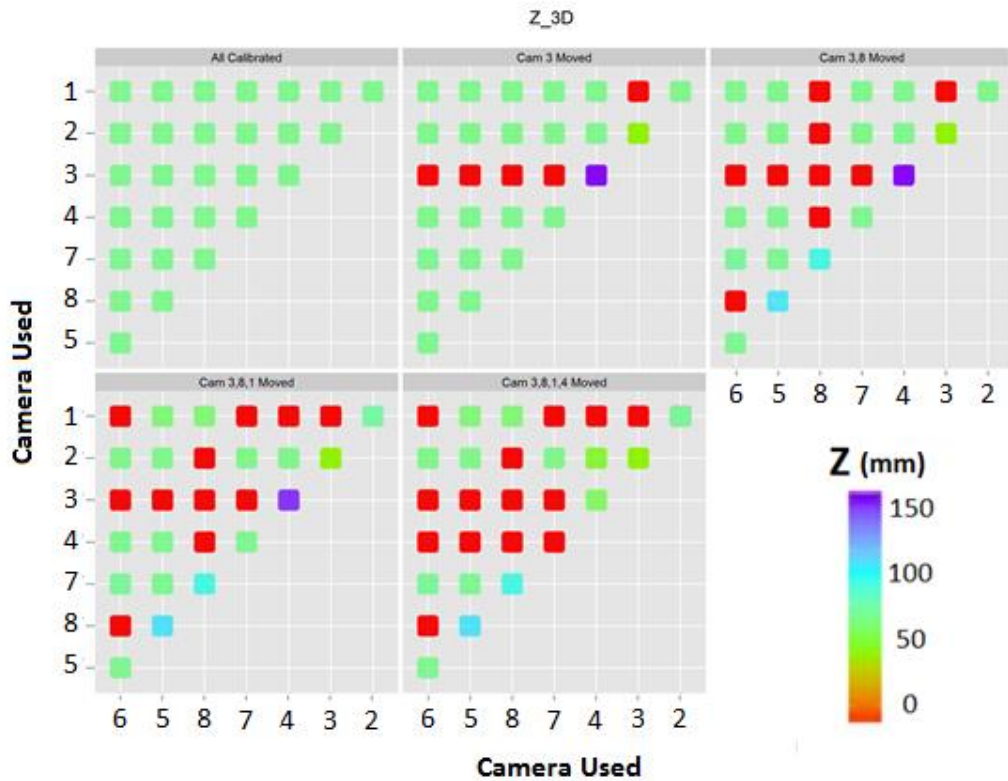 Z_3D
All Calibrated
Cam 3 Moved
Cam 3,8 Moved
1
2
3
4
7
8
5
6 5 8 7 4 3 2
Cam 3,8,1 Moved
Cam 3,8,1,4 Moved
1
2
3
4
7
8
5
6 5 8 7 4 3 2
6 5 8 7 4 3 2
Camera Used
Camera Used
Z (mm)
150
100
50
0